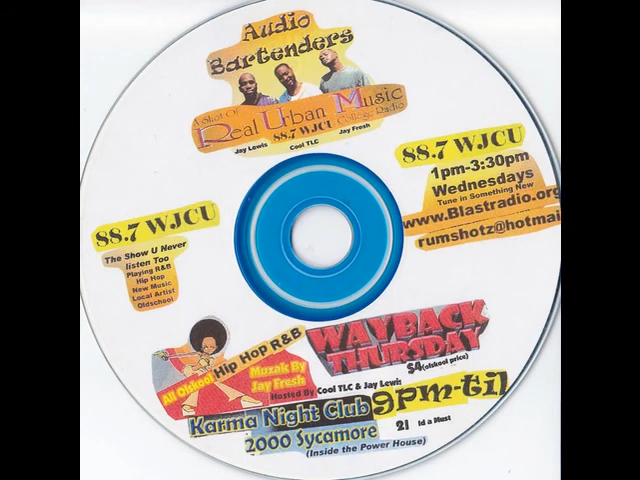 Audio
Bartenders
A Shot Of
Real Urban Music
88.7 WJCU College Radio
Jay Lewis Cool TLC Jay Fresh
88.7 WJCU
1pm-3:30pm
Wednesdays
Tune in Something New
www.Blastradio.org
rumshotz@hotmai
88.7 WJCU
The Show U Never
listen Too
Playing R&B
Hip Hop
New Music
Local Artist
Oldschool
All Olskool Hip Hop R&B
Muzak By
Jay Fresh
WAYBACK
THURSDAY
$4(olskool price)
Hosted By Cool TLC & Jay Lewis
Karma Night Club 9pm-til
2000 Sycamore 21 Id a Must
(Inside the Power House)